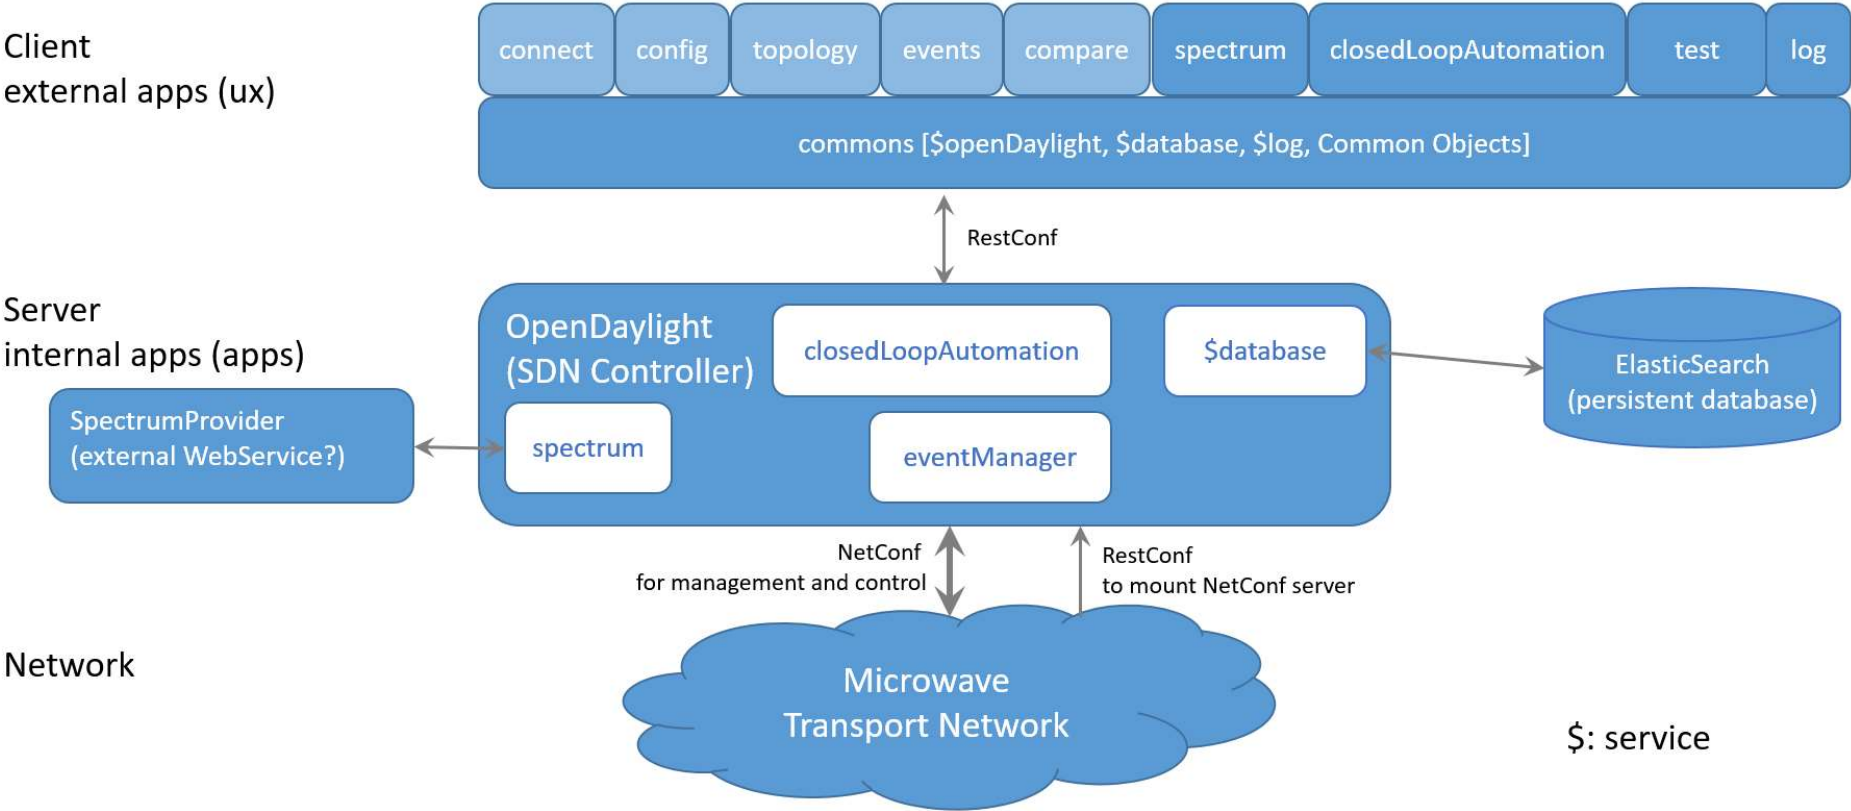 Client
external apps (ux)
connect
config
topology
events
compare
spectrum
closedLoopAutomation
test
log
commons [$openDaylight, $database, $log, Common Objects]
RestConf
Server
internal apps (apps)
OpenDaylight
(SDN Controller)
closedLoopAutomation
$database
ElasticSearch
(persistent database)
SpectrumProvider
(external WebService?)
spectrum
eventManager
NetConf
for management and control
RestConf
to mount NetConf server
Network
Microwave
Transport Network
$: service